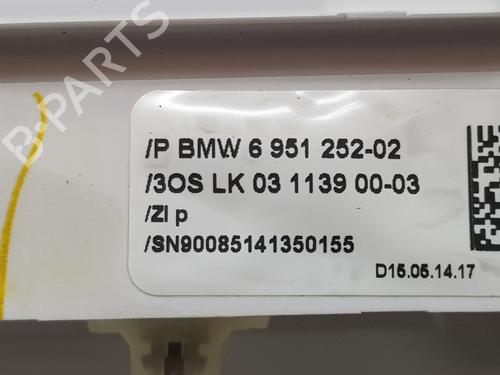 /P BMW 6 951 252-02
/3OS LK 03 1139 00-03
/ZI p
/SN90085141350155
D15.05.14.17
B-PARTS